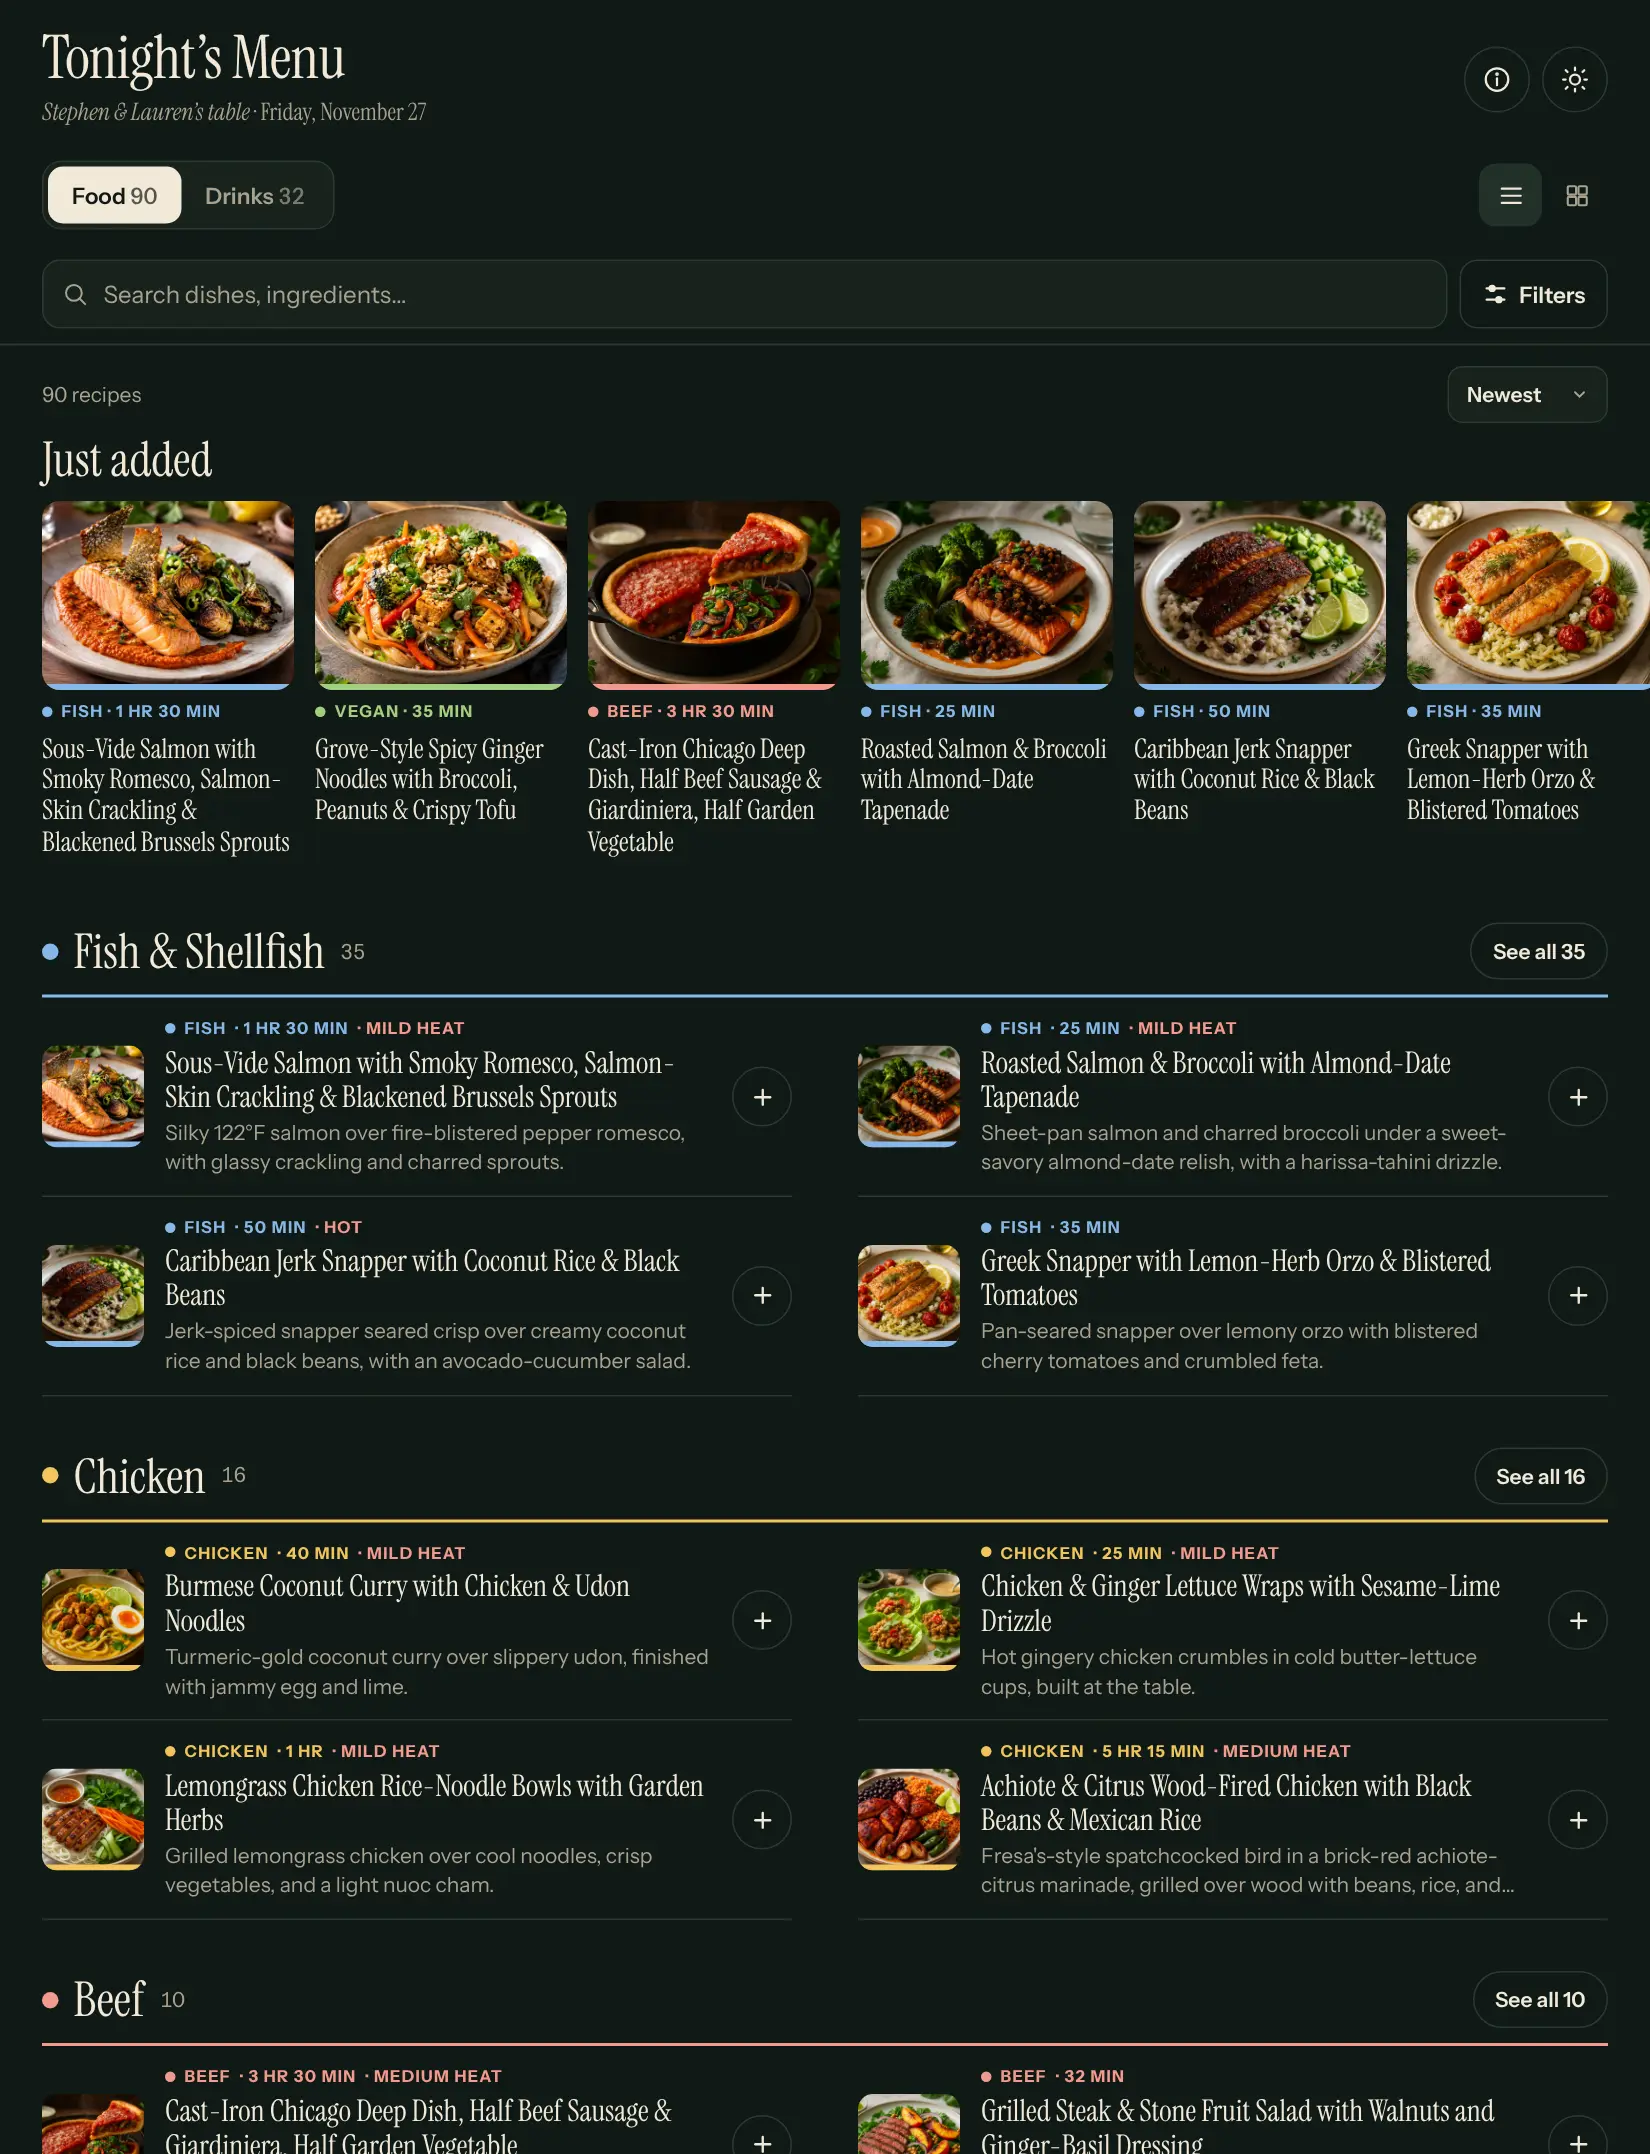 Tonight’s Menu
Stephen & Lauren’s table · Friday, November 27
Food 90
Drinks 32
Search dishes, ingredients…
Filters
90 recipes
Newest
Just added
FISH · 1 HR 30 MIN
Sous-Vide Salmon with
Smoky Romesco, Salmon-
Skin Crackling &
Blackened Brussels Sprouts
VEGAN · 35 MIN
Grove-Style Spicy Ginger
Noodles with Broccoli,
Peanuts & Crispy Tofu
BEEF · 3 HR 30 MIN
Cast-Iron Chicago Deep
Dish, Half Beef Sausage &
Giardiniera, Half Garden
Vegetable
FISH · 25 MIN
Roasted Salmon & Broccoli
with Almond-Date
Tapenade
FISH · 50 MIN
Caribbean Jerk Snapper
with Coconut Rice & Black
Beans
FISH · 35 MIN
Greek Snapper with
Lemon-Herb Orzo &
Blistered Tomatoes
Fish & Shellfish 35
See all 35
FISH · 1 HR 30 MIN · MILD HEAT
Sous-Vide Salmon with Smoky Romesco, Salmon-
Skin Crackling & Blackened Brussels Sprouts
Silky 122°F salmon over fire-blistered pepper romesco,
with glassy crackling and charred sprouts.
FISH · 25 MIN · MILD HEAT
Roasted Salmon & Broccoli with Almond-Date
Tapenade
Sheet-pan salmon and charred broccoli under a sweet-
savory almond-date relish, with a harissa-tahini drizzle.
FISH · 50 MIN · HOT
Caribbean Jerk Snapper with Coconut Rice & Black
Beans
Jerk-spiced snapper seared crisp over creamy coconut
rice and black beans, with an avocado-cucumber salad.
FISH · 35 MIN
Greek Snapper with Lemon-Herb Orzo & Blistered
Tomatoes
Pan-seared snapper over lemony orzo with blistered
cherry tomatoes and crumbled feta.
Chicken 16
See all 16
CHICKEN · 40 MIN · MILD HEAT
Burmese Coconut Curry with Chicken & Udon
Noodles
Turmeric-gold coconut curry over slippery udon, finished
with jammy egg and lime.
CHICKEN · 25 MIN · MILD HEAT
Chicken & Ginger Lettuce Wraps with Sesame-Lime
Drizzle
Hot gingery chicken crumbles in cold butter-lettuce
cups, built at the table.
CHICKEN · 1 HR · MILD HEAT
Lemongrass Chicken Rice-Noodle Bowls with Garden
Herbs
Grilled lemongrass chicken over cool noodles, crisp
vegetables, and a light nuoc cham.
CHICKEN · 5 HR 15 MIN · MEDIUM HEAT
Achiote & Citrus Wood-Fired Chicken with Black
Beans & Mexican Rice
Fresa's-style spatchcocked bird in a brick-red achiote-
citrus marinade, grilled over wood with beans, rice, and…
Beef 10
See all 10
BEEF · 3 HR 30 MIN · MEDIUM HEAT
Cast-Iron Chicago Deep Dish, Half Beef Sausage &
Giardiniera, Half Garden Vegetable
BEEF · 32 MIN
Grilled Steak & Stone Fruit Salad with Walnuts and
Ginger-Basil Dressing